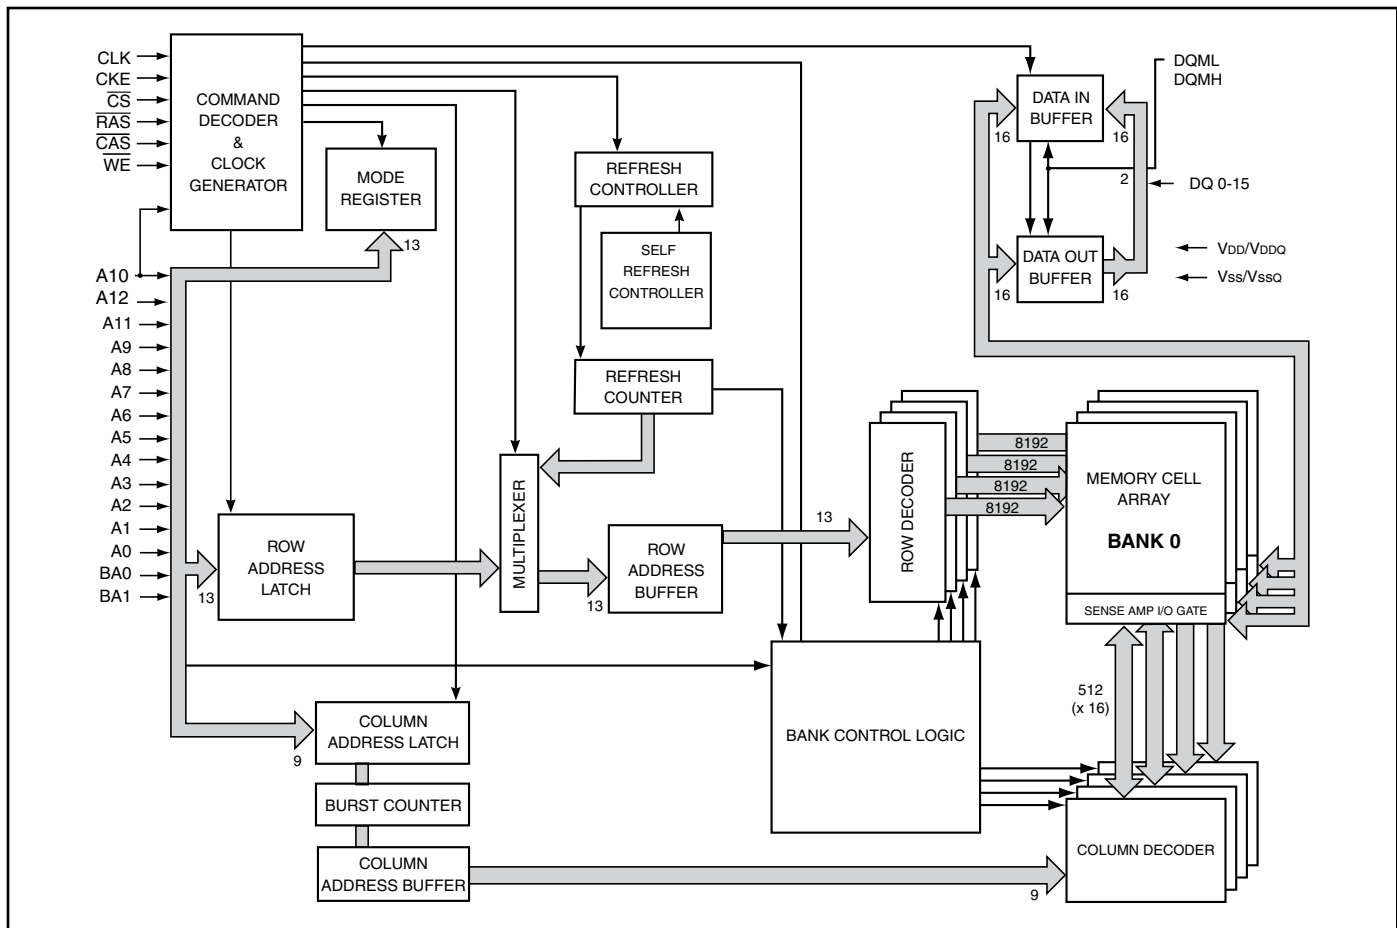 CLK
CKE
CS
RAS
CAS
WE
A10
A12
A11
A9
A8
A7
A6
A5
A4
A3
A2
A1
A0
BA0
BA1
COMMAND
DECODER
&
CLOCK
GENERATOR
MODE
REGISTER
13
REFRESH
CONTROLLER
SELF
REFRESH
CONTROLLER
REFRESH
COUNTER
DATA IN
BUFFER
16
16
DQML
DQMH
2
DQ 0-15
DATA OUT
BUFFER
16
16
VDD/VDDQ
Vss/VssQ
13
ROW
ADDRESS
LATCH
MULTIPLEXER
13
ROW
ADDRESS
BUFFER
13
ROW DECODER
8192
8192
8192
8192
MEMORY CELL
ARRAY
BANK 0
SENSE AMP I/O GATE
512
(x 16)
BANK CONTROL LOGIC
9
COLUMN
ADDRESS LATCH
BURST COUNTER
COLUMN
ADDRESS BUFFER
9
COLUMN DECODER